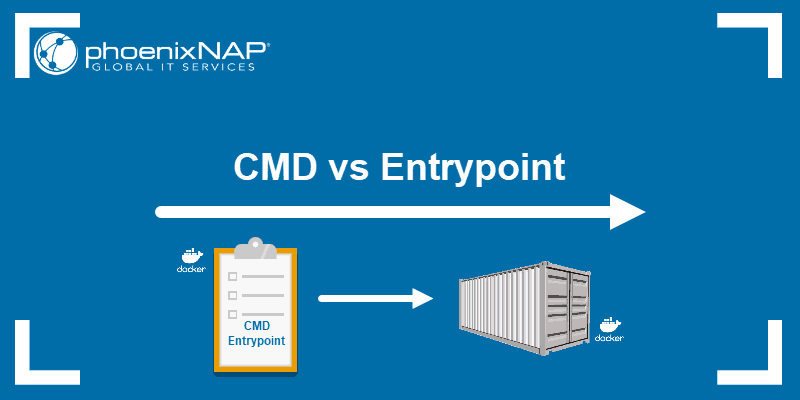 phoenixNAP®
GLOBAL IT SERVICES
CMD vs Entrypoint
docker
CMD
Entrypoint
docker